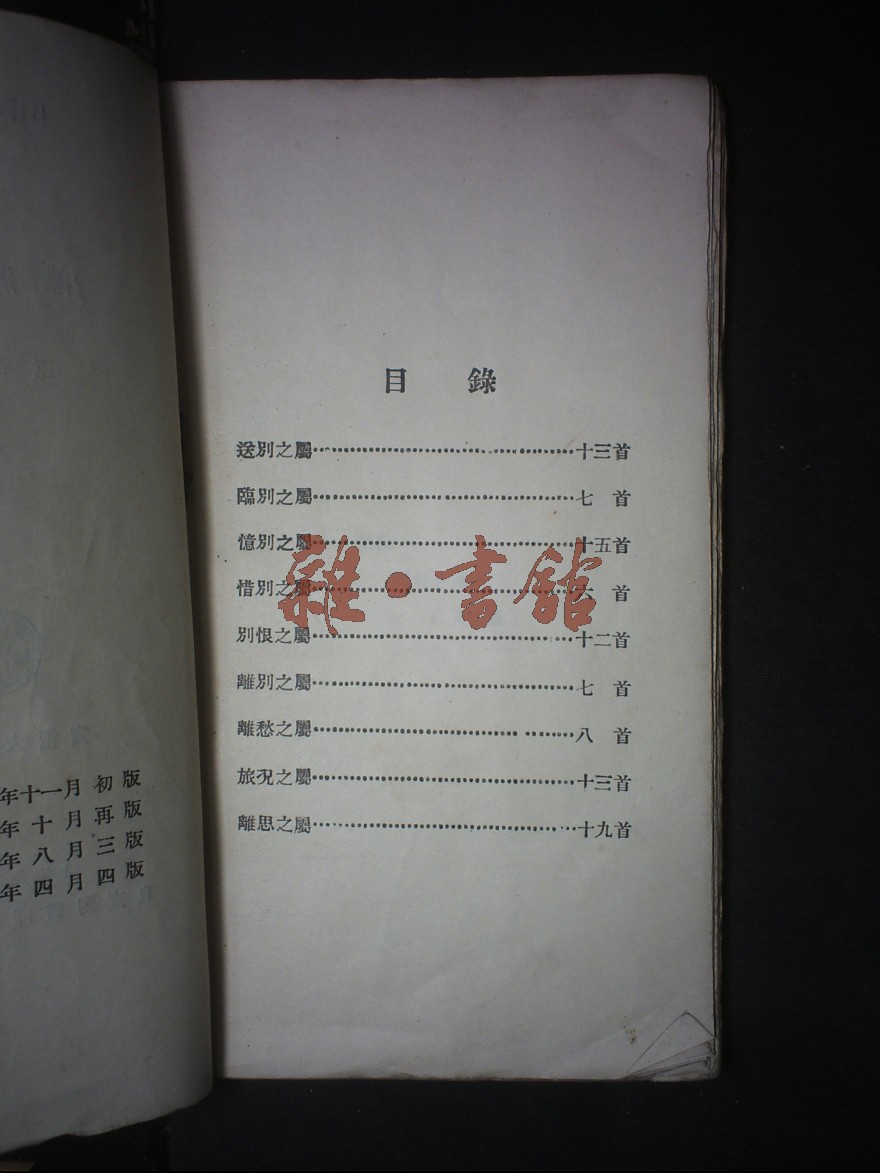 目 錄
送別之屬……十三首
臨別之屬……七 首
憶別之屬……十五首
惜別之屬……六 首
別恨之屬……十二首
離別之屬……七 首
離愁之屬……八 首
旅況之屬……十三首
離思之屬……十九首
雜·書館
年十一月初版
年十月再版
年八月三版
年四月四版